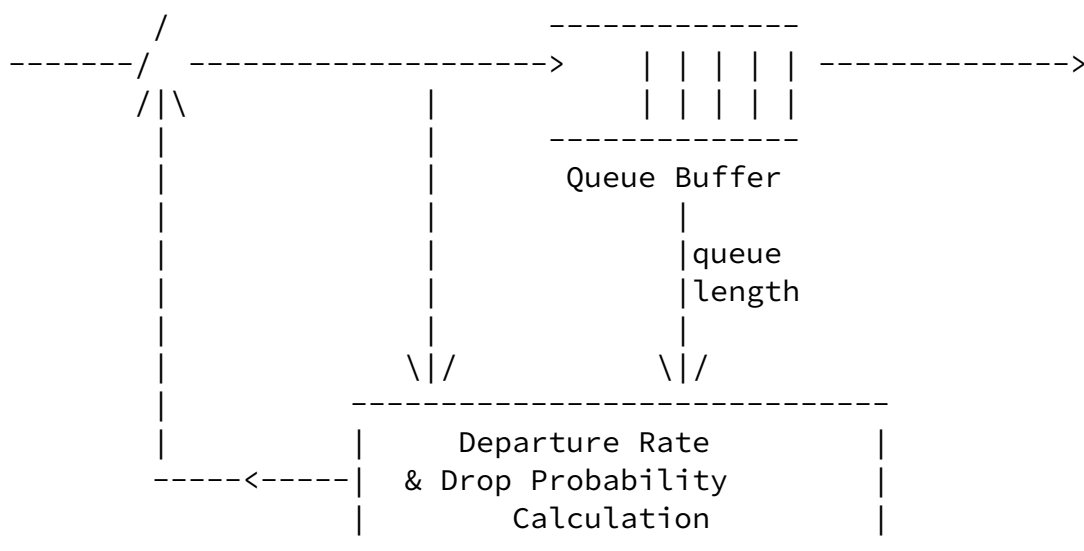 Queue Buffer
queue
length
Departure Rate
& Drop Probability
Calculation